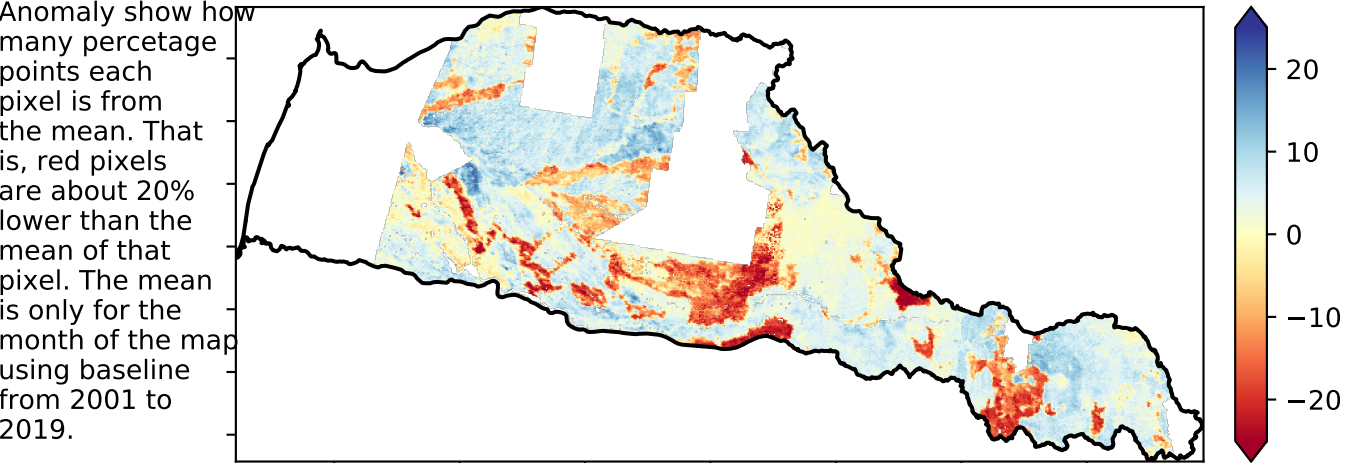 Anomaly show how
many percetage
points each
pixel is from
the mean. That
is, red pixels
are about 20%
lower than the
mean of that
pixel. The mean
is only for the
month of the map
using baseline
from 2001 to
2019.
20
10
0
−10
−20